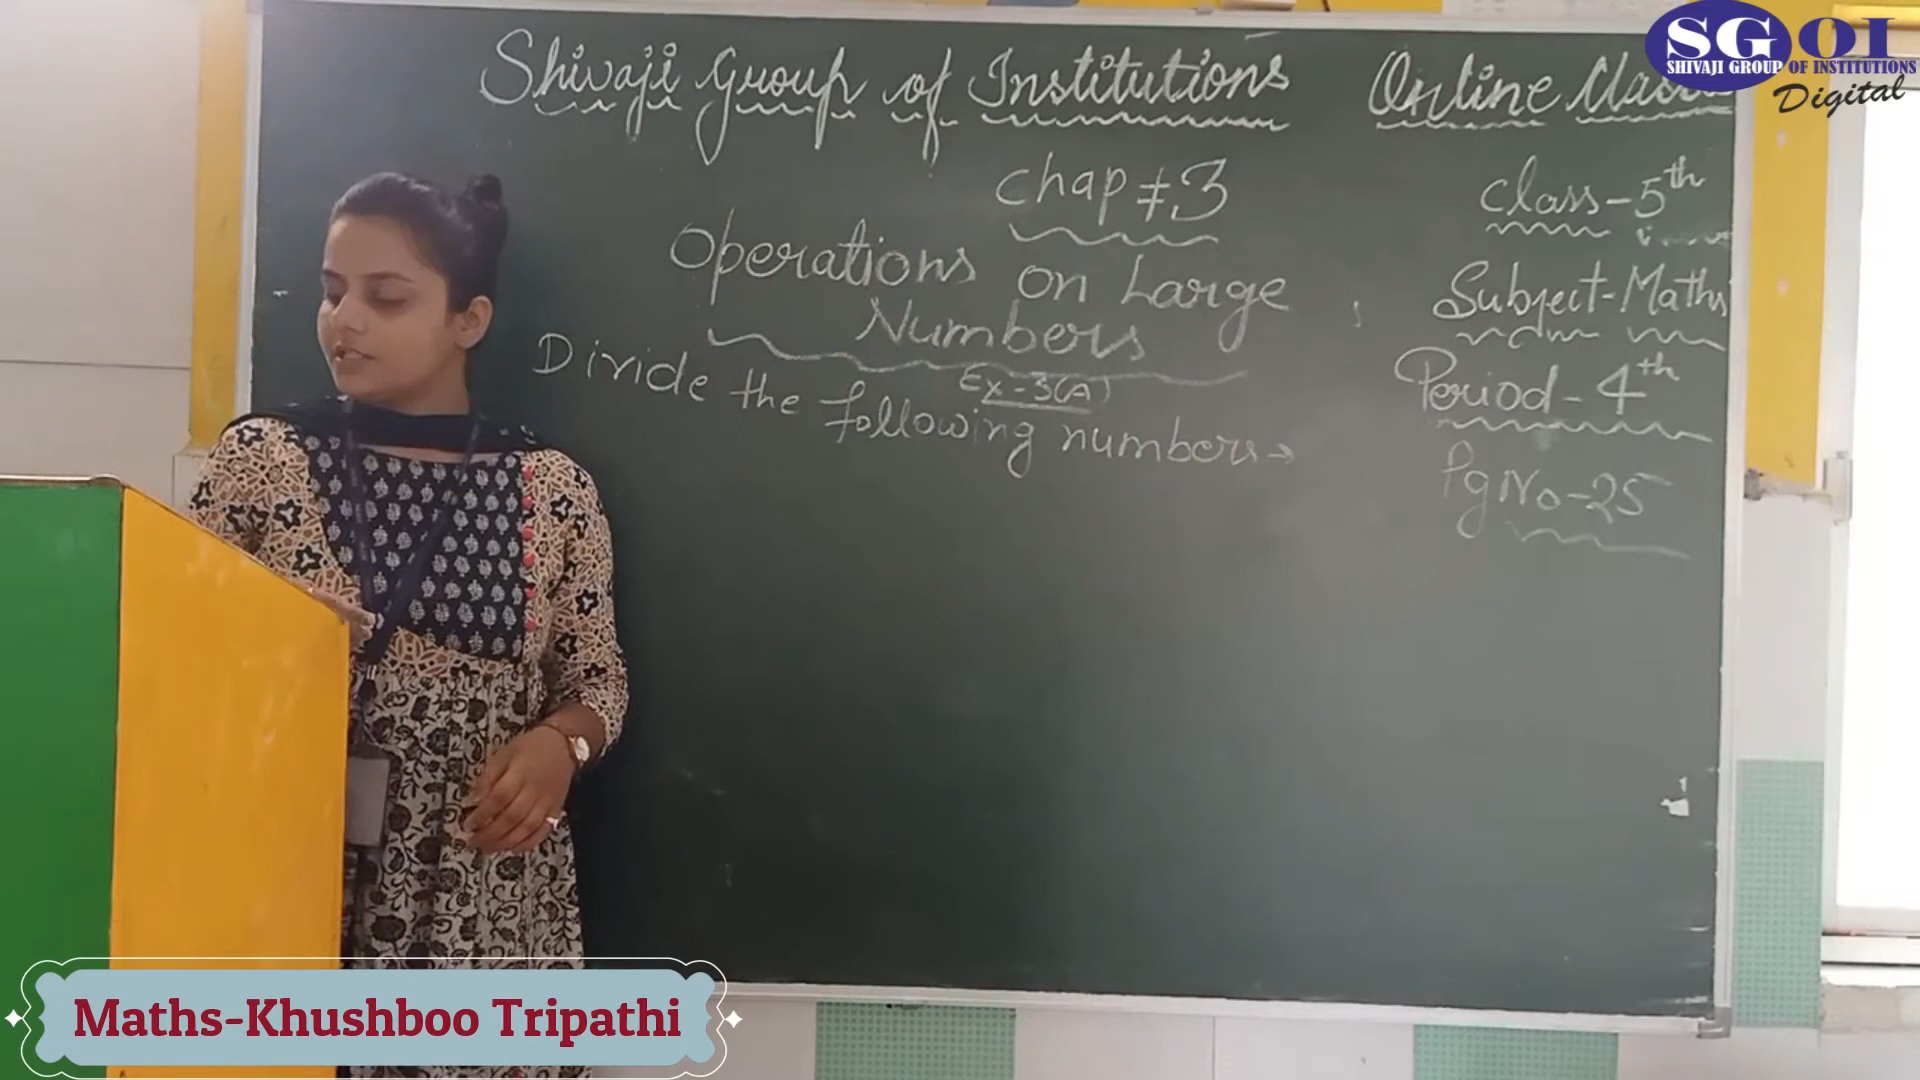 Shivaji Group of Institutions
Online Class
SGOI
SHIVAJI GROUP OF INSTITUTIONS
Digital
Chap # 3
Operations on Large
Numbers
Ex-3(A)
Divide the following numbers→
Class-5th
Subject-Maths
Period-4th
Pg No-25
Maths-Khushboo Tripathi